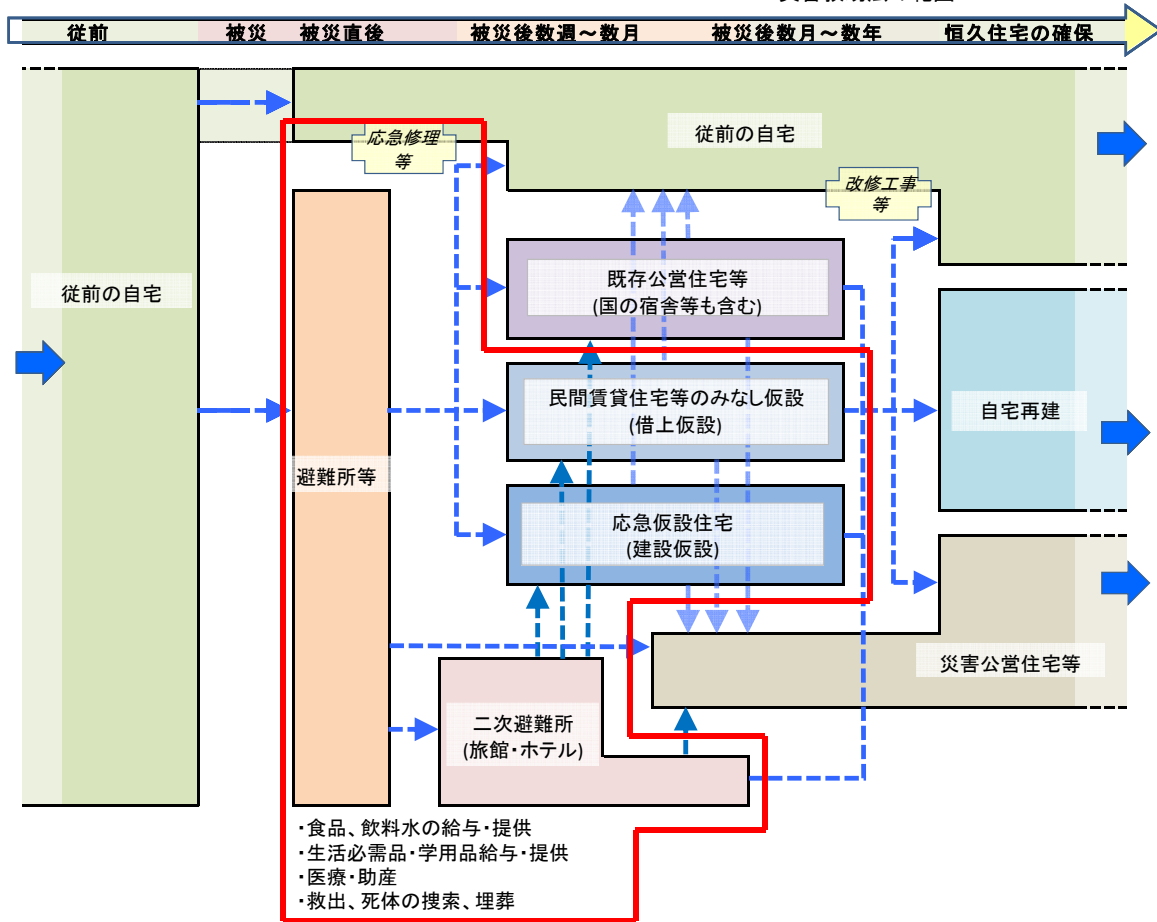 従前
被災
被災直後
被災後数週～数月
被災後数月～数年
恒久住宅の確保
応急修理
等
従前の自宅
改修工事
等
従前の自宅
既存公営住宅等
(国の宿舎等も含む)
民間賃貸住宅等のみなし仮設
(借上仮設)
自宅再建
避難所等
応急仮設住宅
(建設仮設)
災害公営住宅等
二次避難所
(旅館・ホテル)
・食品、飲料水の給与・提供
・生活必需品・学用品給与・提供
・医療・助産
・救出、死体の捜索、埋葬